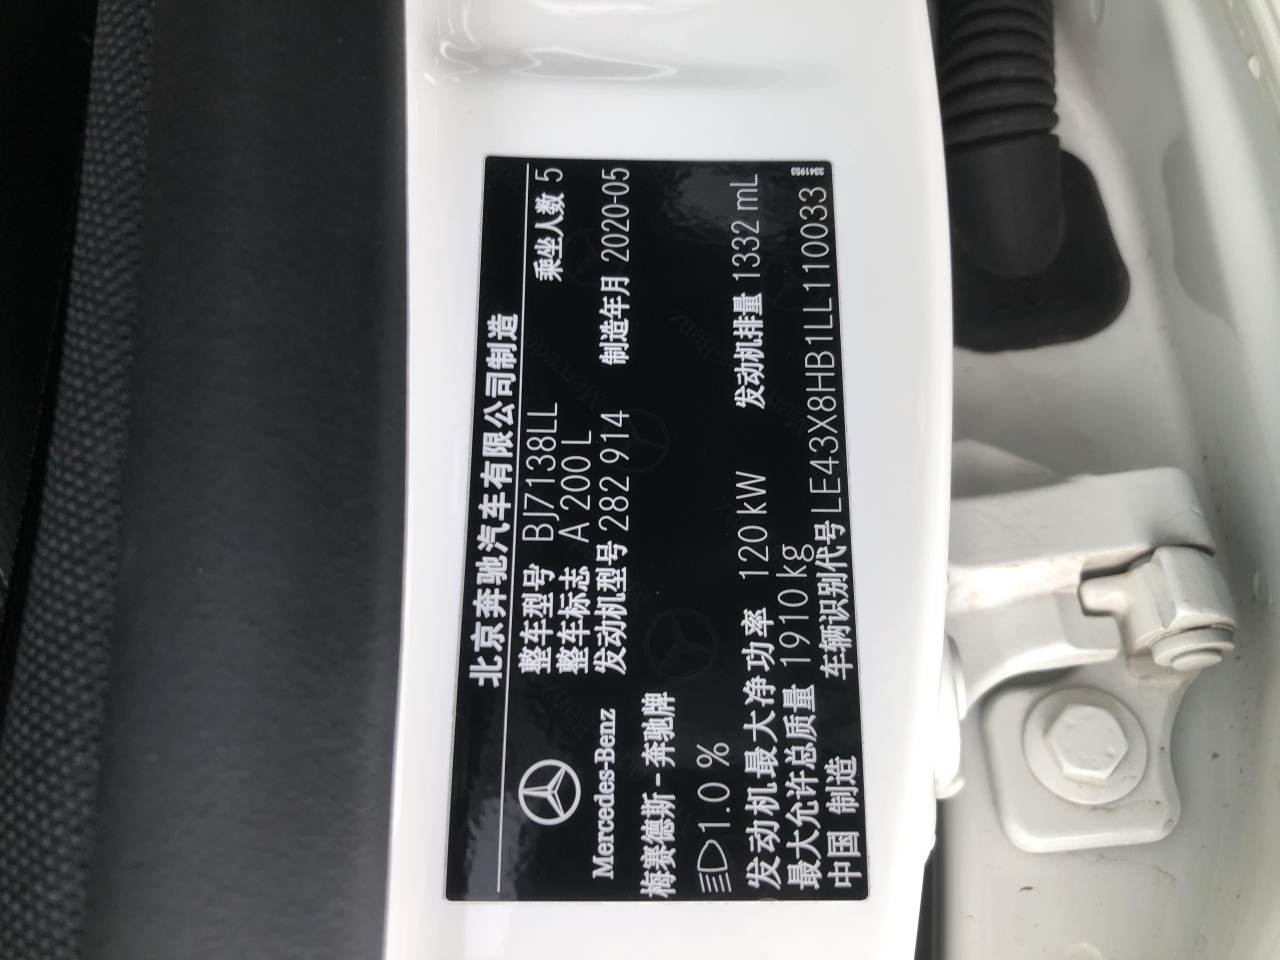 北京奔驰汽车有限公司制造
整车型号 BJ7138LL 乘坐人数 5
整车标志 A 200 L
发动机型号 282 914 制造年月 2020-05
Mercedes-Benz
梅赛德斯-奔驰牌
1.0 %
发动机最大净功率 120 kW 发动机排量 1332 mL
最大允许总质量 1910 kg
中国 制造 车辆识别代号 LE43X8HB1LL110033
3341953